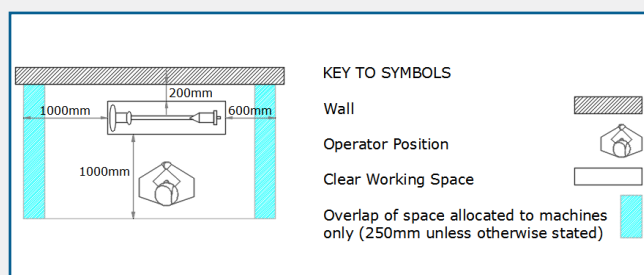 200mm
1000mm
600mm
1000mm
KEY TO SYMBOLS
Wall
Operator Position
Clear Working Space
Overlap of space allocated to machines
only (250mm unless otherwise stated)